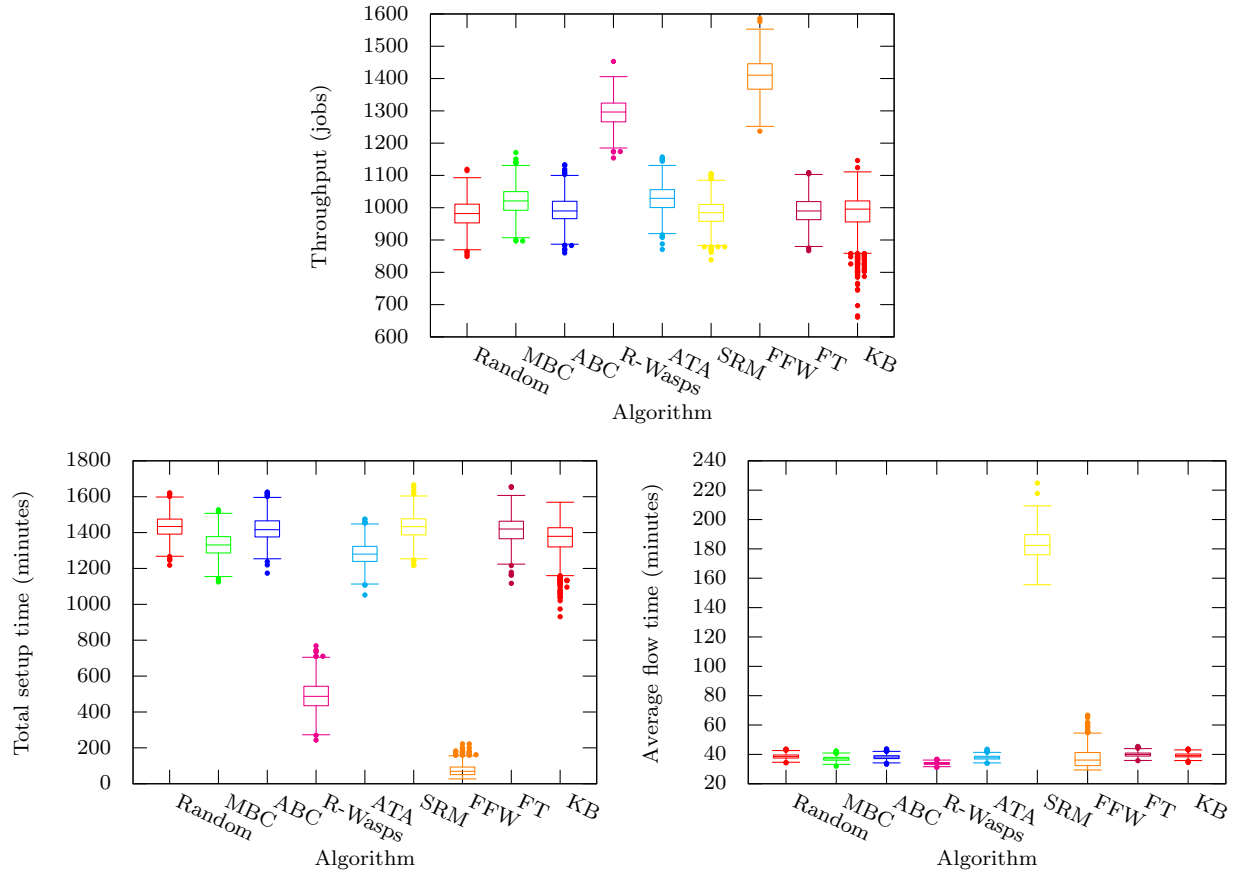 1600
1500
1400
1300
1200
1100
1000
900
800
700
600
Throughput (jobs)
Random
MBC
ABC
R-Wasps
ATA
SRM
FFW
FT
KB
Algorithm
1800
1600
1400
1200
1000
800
600
400
200
0
Total setup time (minutes)
Random
MBC
ABC
R-Wasps
ATA
SRM
FFW
FT
KB
Algorithm
240
220
200
180
160
140
120
100
80
60
40
20
Average flow time (minutes)
Random
MBC
ABC
R-Wasps
ATA
SRM
FFW
FT
KB
Algorithm